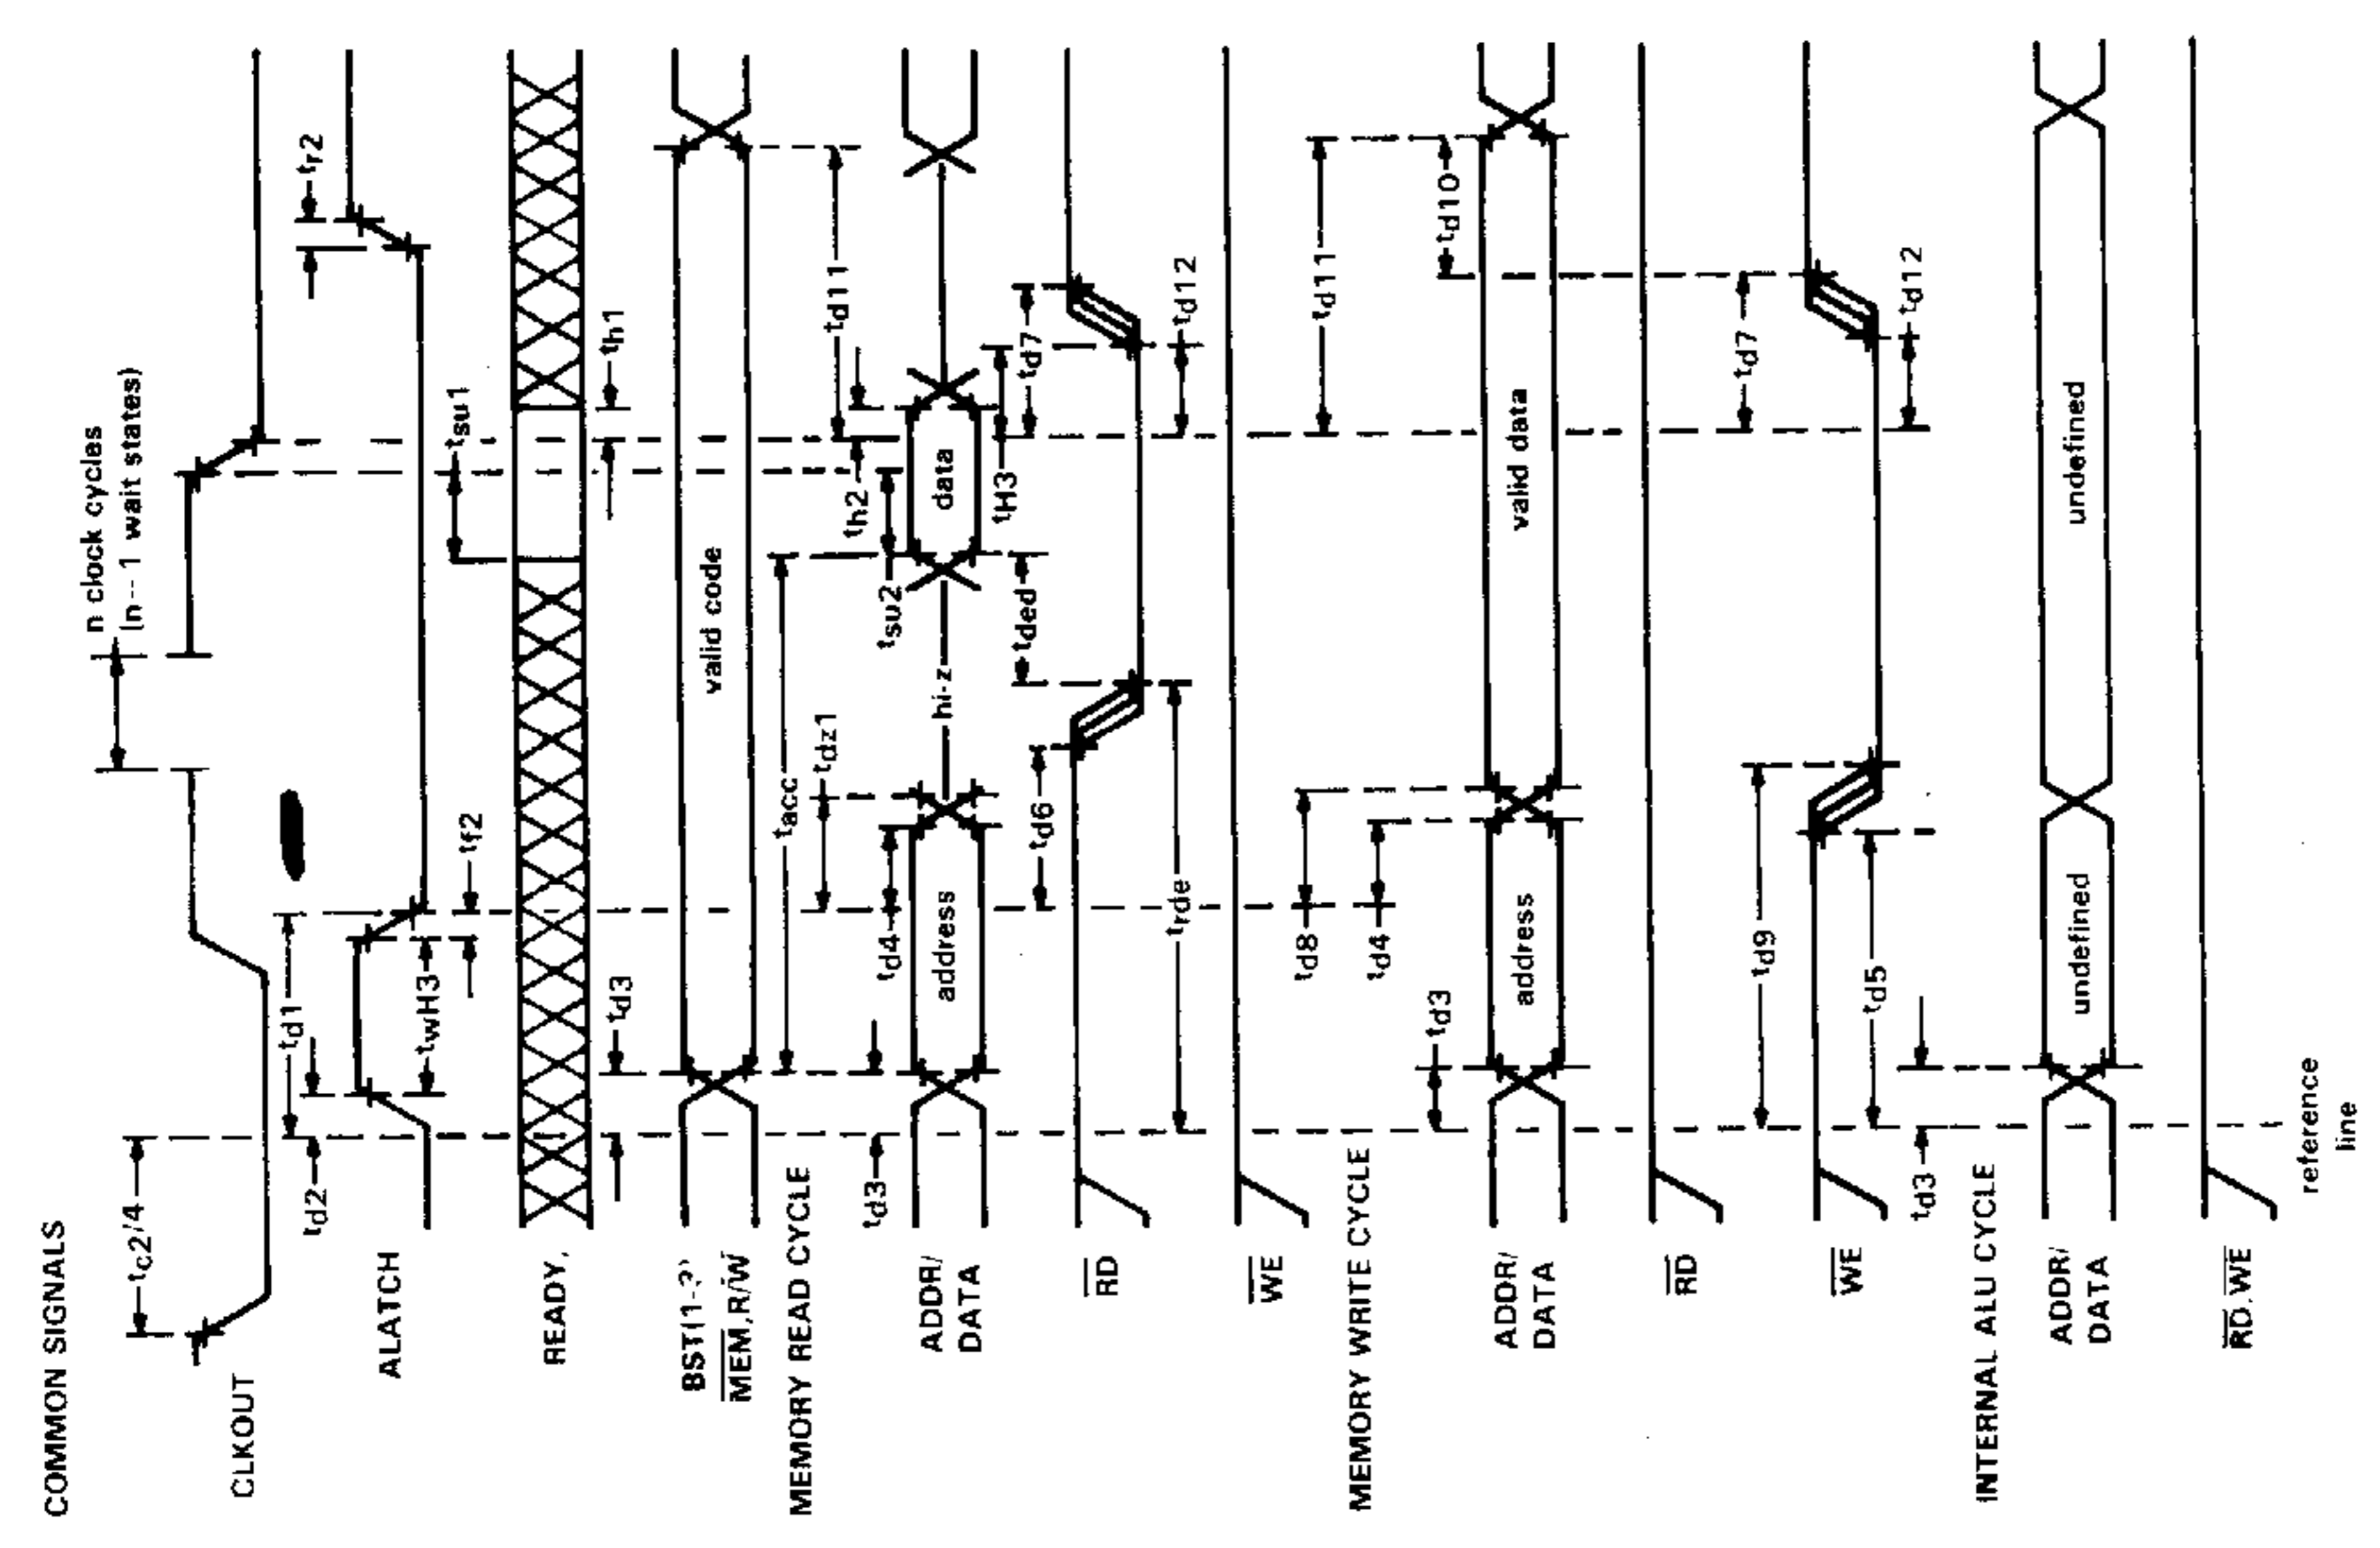 COMMON SIGNALS
n clock cycles
(n--1 wait states)
tc2/4
CLKOUT
td1
tr2
td2
twH3
tf2
ALATCH
tsu1
READY,
td3
th1
BST(1-?)
MEM,R/W
valid code
MEMORY READ CYCLE
tacc
tdz1
td11
th2
td3
td4
tsu2
ADDR/
DATA
address
hi-z
data
tH3
td6
tded
td7
RD
trde
td12
WE
MEMORY WRITE CYCLE
td8
td11
td4
td3
td10
ADDR/
DATA
address
valid data
RD
td9
td7
WE
td5
td12
td3
INTERNAL ALU CYCLE
ADDR/
DATA
undefined
undefined
RD,WE
reference
line